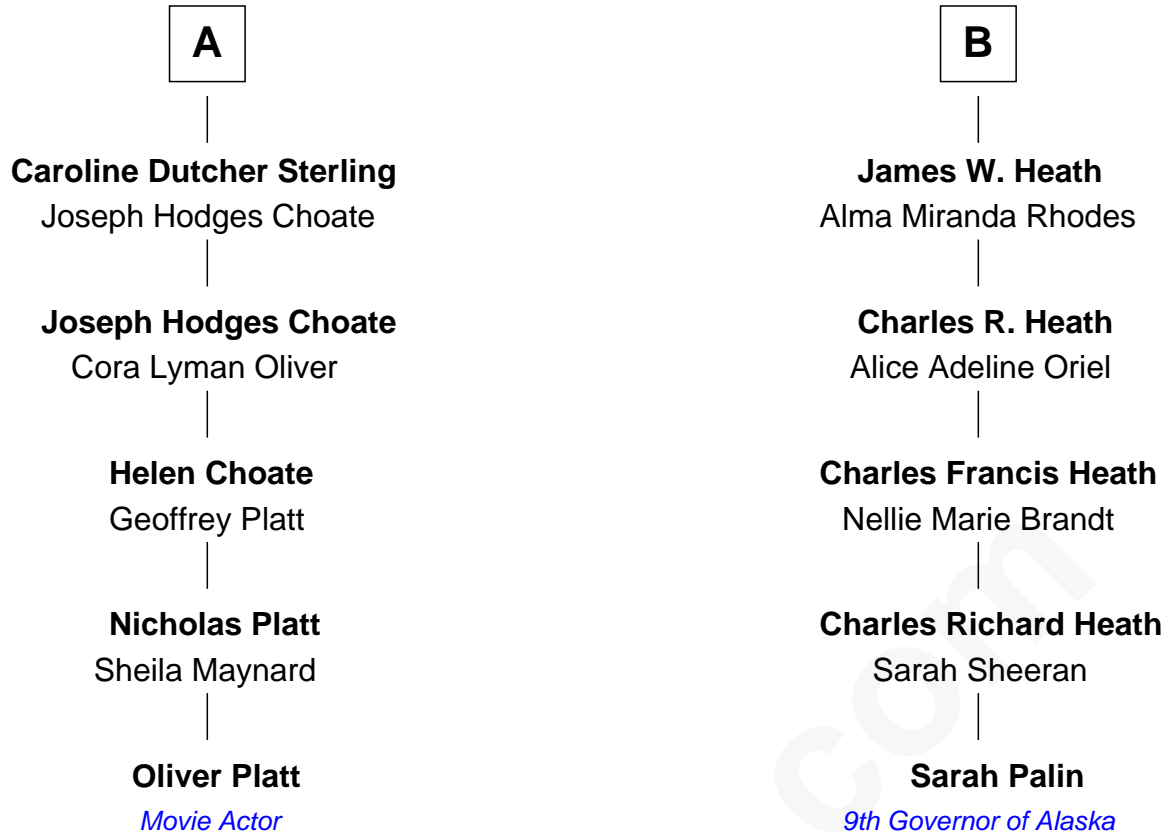 A
B
Caroline Dutcher Sterling
Joseph Hodges Choate
James W. Heath
Alma Miranda Rhodes
Joseph Hodges Choate
Cora Lyman Oliver
Charles R. Heath
Alice Adeline Oriel
Helen Choate
Geoffrey Platt
Charles Francis Heath
Nellie Marie Brandt
Nicholas Platt
Sheila Maynard
Charles Richard Heath
Sarah Sheeran
Oliver Platt
Movie Actor
Sarah Palin
9th Governor of Alaska
com